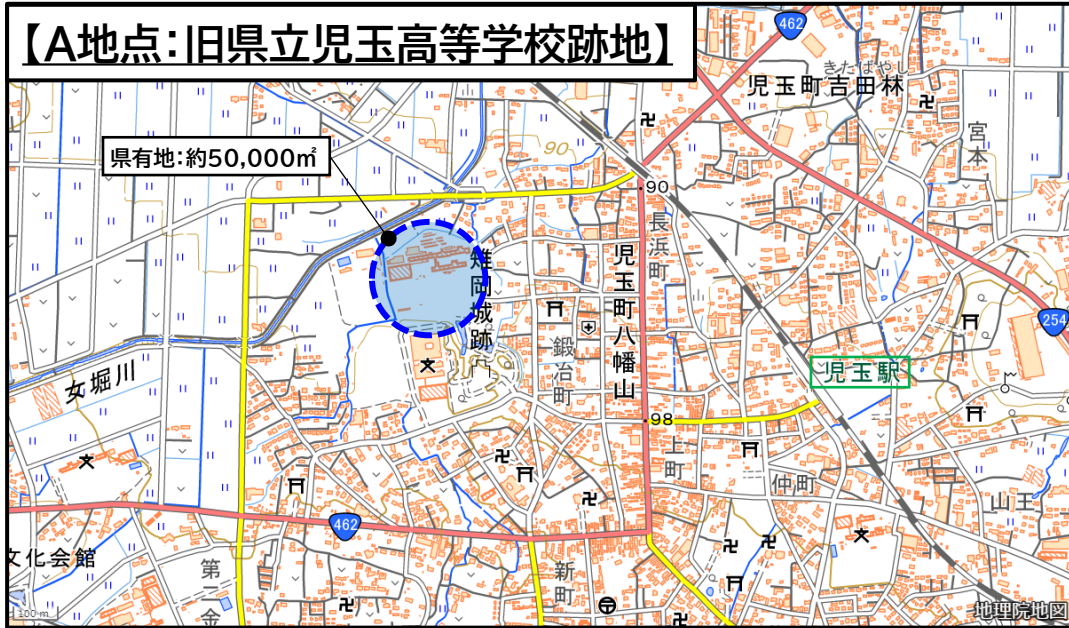 【A地点:旧県立児玉高等学校跡地】
462
きたばやし
児玉町吉田林
宮本
県有地:約50,000㎡
90
90
長浜町
児玉町八幡山
雉岡城跡
鍛冶町
254
児玉駅
女堀川
98
上町
仲町
山王
462
文化会館
第二金
新町
100 m
地理院地図